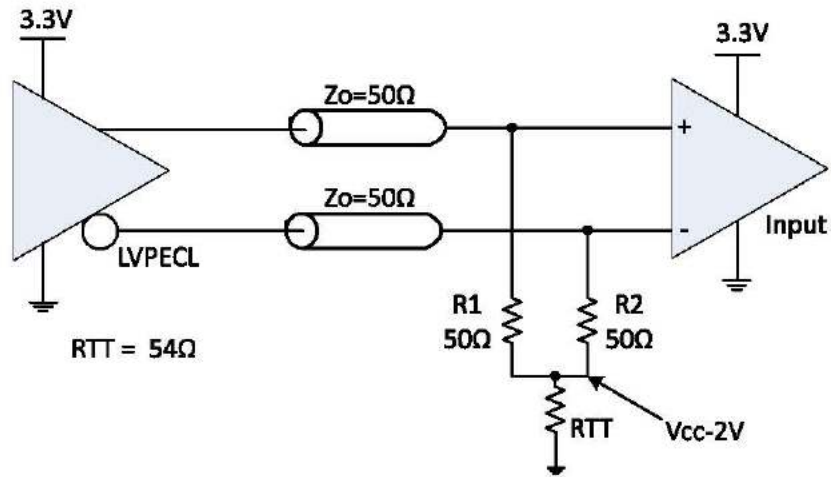 3.3V
3.3V
Zo=50Ω
+
Zo=50Ω
-
Input
LVPECL
R1
50Ω
R2
50Ω
RTT = 54Ω
RTT
Vcc-2V